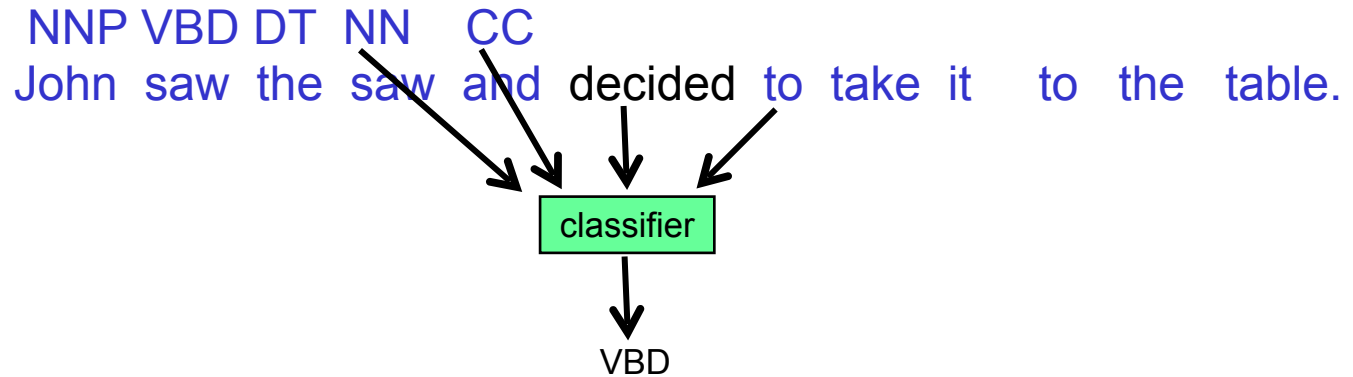 NNP VBD DT NN CC
John saw the saw and decided to take it to the table.
classifier
VBD